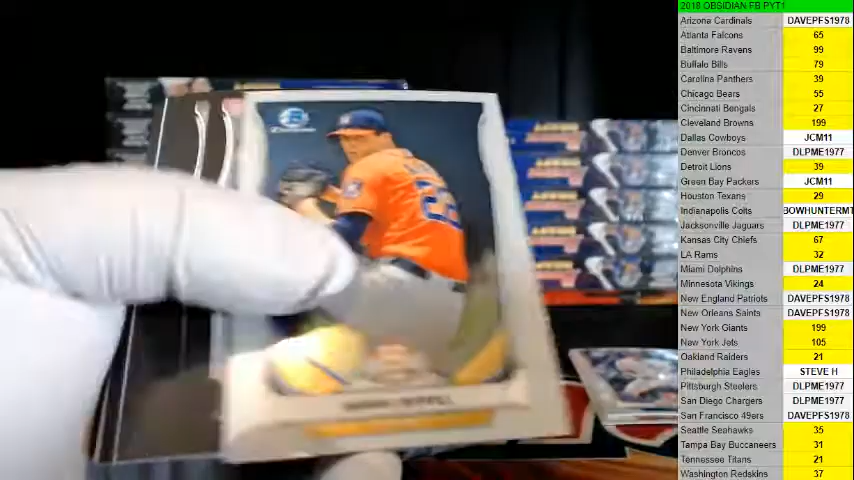 2018 OBSIDIAN FB PYT1
Arizona Cardinals DAVEPFS1978
Atlanta Falcons 65
Baltimore Ravens 99
Buffalo Bills 79
Carolina Panthers 39
Chicago Bears 55
Cincinnati Bengals 27
Cleveland Browns 199
Dallas Cowboys JCM11
Denver Broncos DLPME1977
Detroit Lions 39
Green Bay Packers JCM11
Houston Texans 29
Indianapolis Colts BOWHUNTERMT
Jacksonville Jaguars DLPME1977
Kansas City Chiefs 67
LA Rams 32
Miami Dolphins DLPME1977
Minnesota Vikings 24
New England Patriots DAVEPFS1978
New Orleans Saints DAVEPFS1978
New York Giants 199
New York Jets 105
Oakland Raiders 21
Philadelphia Eagles STEVE H
Pittsburgh Steelers DLPME1977
San Diego Chargers DLPME1977
San Francisco 49ers DAVEPFS1978
Seattle Seahawks 35
Tampa Bay Buccaneers 31
Tennessee Titans 21
Washington Redskins 37